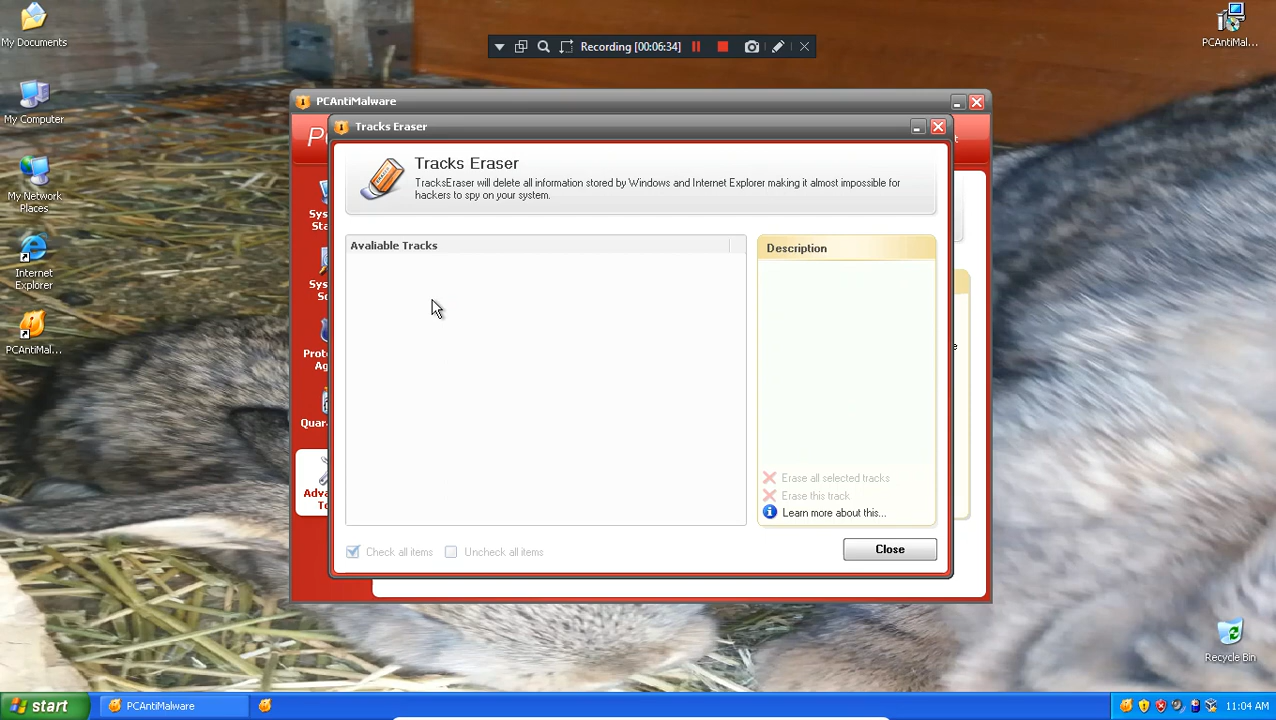 My Documents
PCAntiMal...
Recording [00:06:34]
My Computer
PCAntiMalware
Tracks Eraser
Tracks Eraser
TracksEraser will delete all information stored by Windows and Internet Explorer making it almost impossible for
hackers to spy on your system.
My Network
Places
Avaliable Tracks
Description
Internet
Explorer
PCAntiMal...
Erase all selected tracks
Erase this track
Learn more about this...
Check all items
Uncheck all items
Close
Recycle Bin
start
PCAntiMalware
11:04 AM